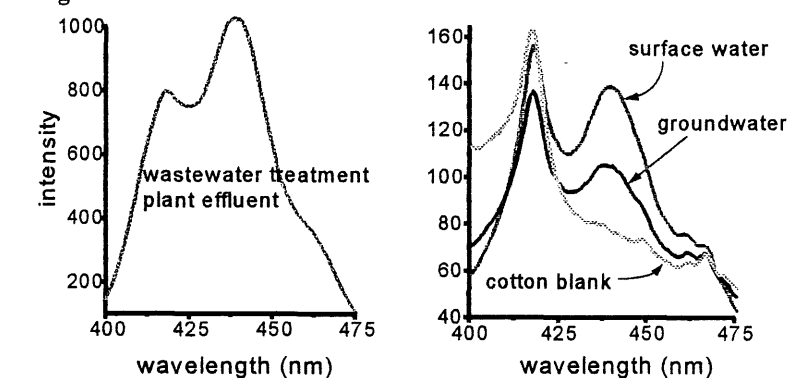 1000
800
600
400
200
intensity
wastewater treatment
plant effluent
400 425 450 475
wavelength (nm)
160
140
120
100
80
60
40
surface water
groundwater
cotton blank
400 425 450 475
wavelength (nm)